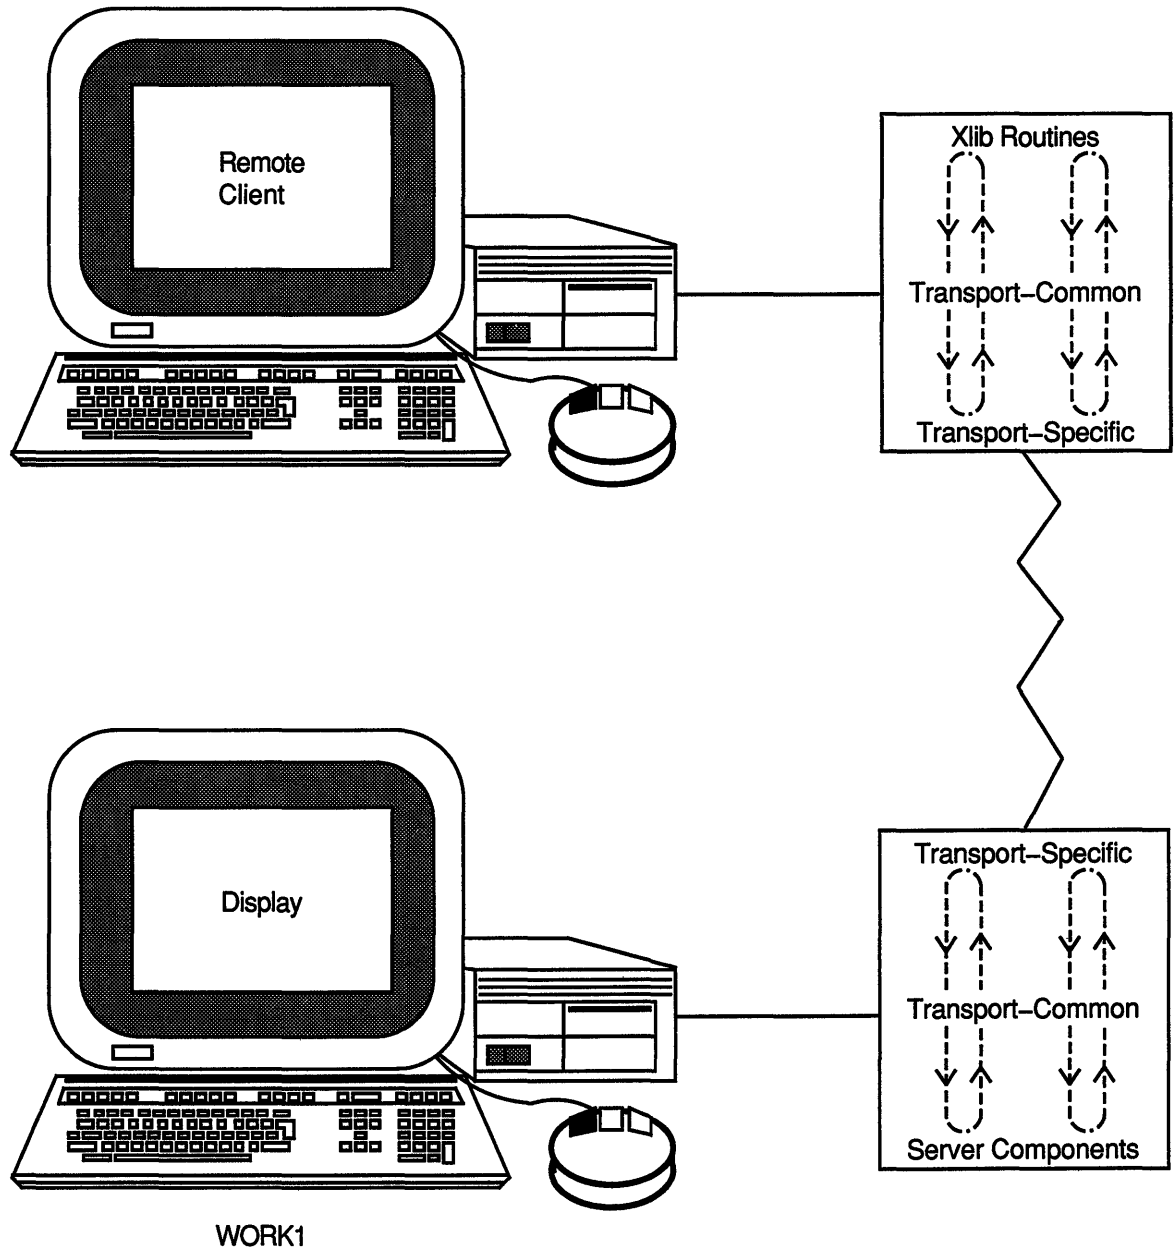 Remote
Client
Xlib Routines
Transport–Common
Transport–Specific
Display
Transport–Specific
Transport–Common
Server Components
WORK1